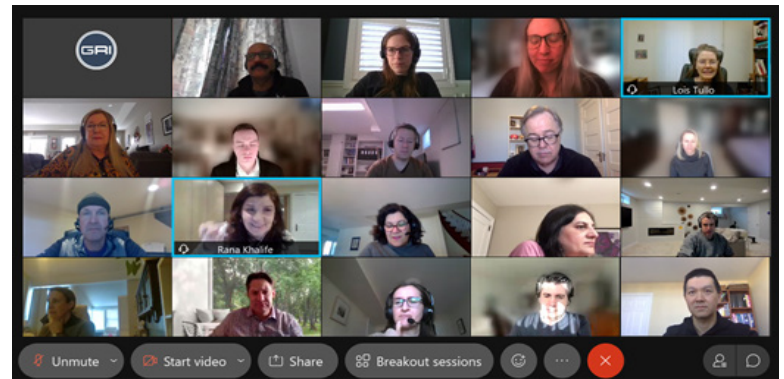 GRI
Lois Tullo
Rana Khalife
Unmute
Start video
Share
Breakout sessions